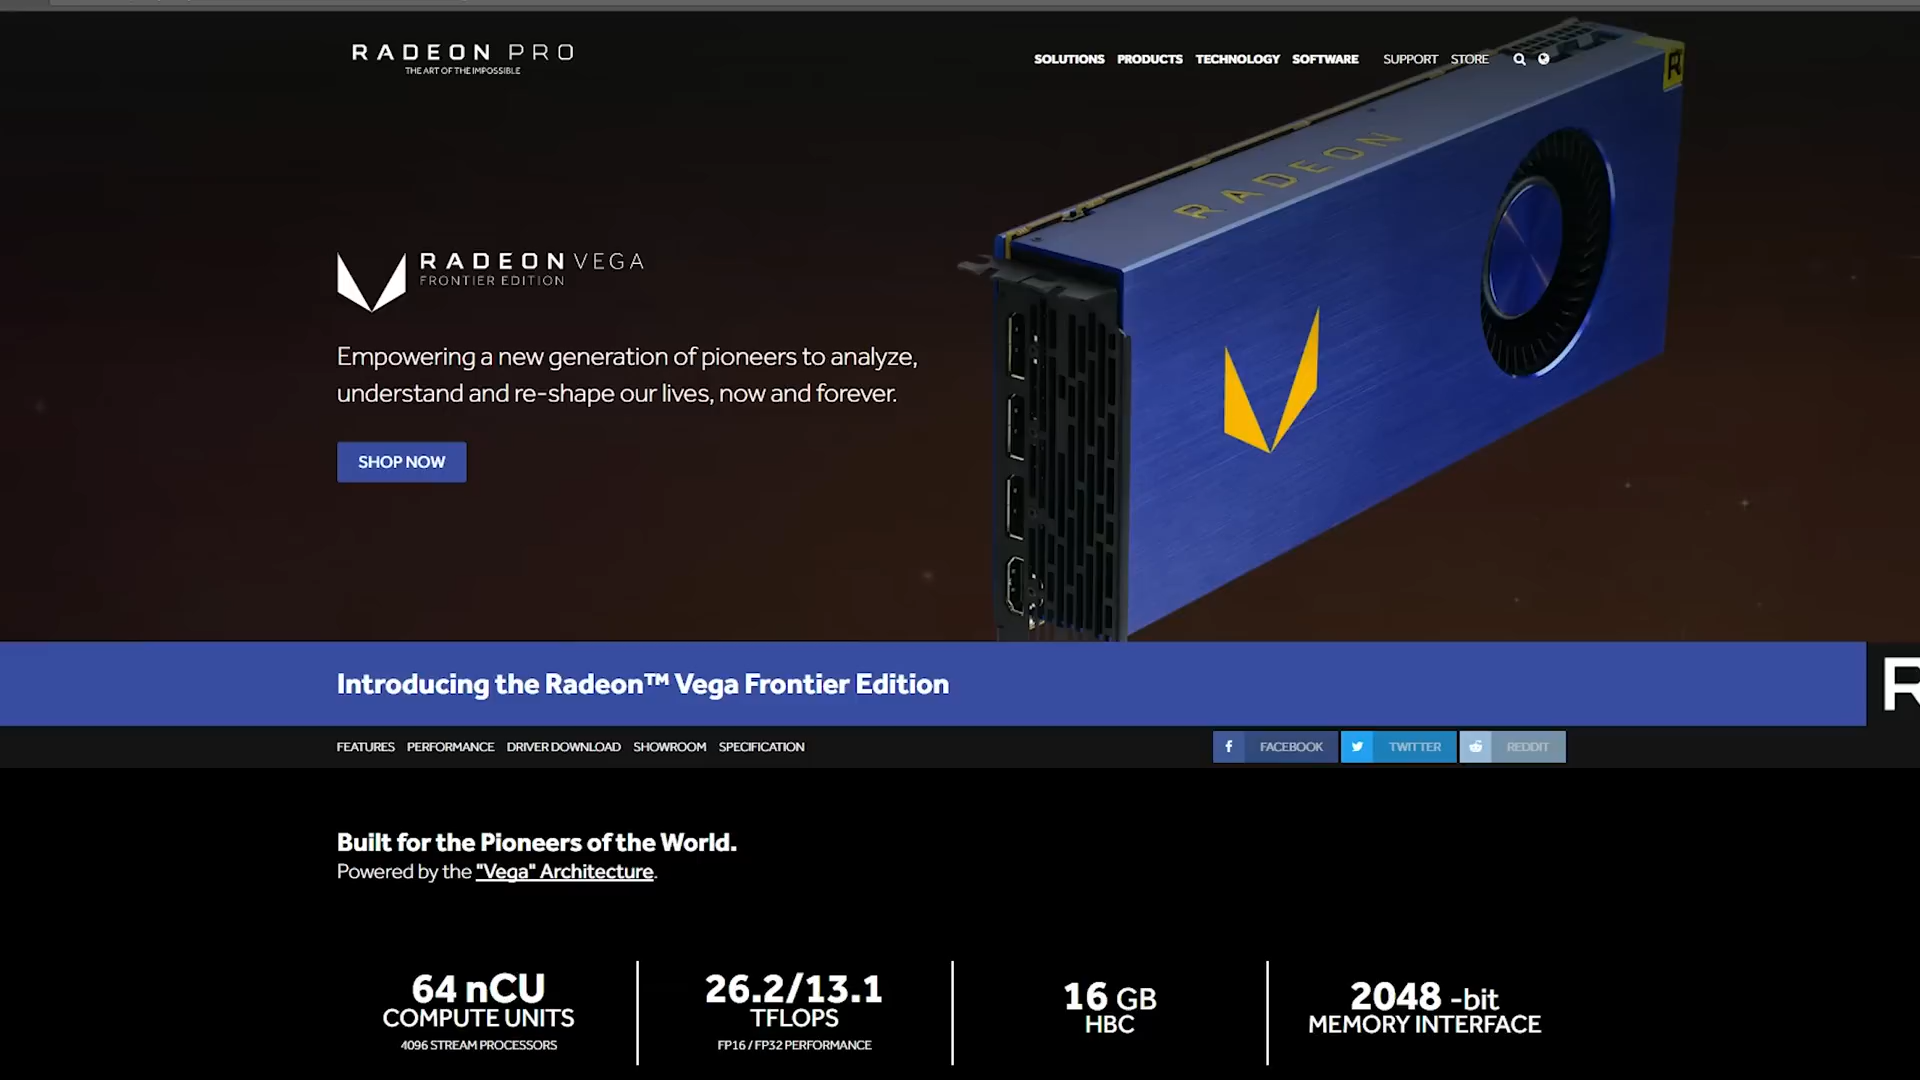 RADEON PRO
THE ART OF THE IMPOSSIBLE
SOLUTIONS PRODUCTS TECHNOLOGY SOFTWARE SUPPORT STORE
R
RADEON
RADEON VEGA
FRONTIER EDITION
Empowering a new generation of pioneers to analyze,
understand and re-shape our lives, now and forever.
SHOP NOW
Introducing the Radeon™ Vega Frontier Edition
R
FEATURES PERFORMANCE DRIVER DOWNLOAD SHOWROOM SPECIFICATION
FACEBOOK TWITTER REDDIT
Built for the Pioneers of the World.
Powered by the "Vega" Architecture.
64 nCU
COMPUTE UNITS
4096 STREAM PROCESSORS
26.2/13.1
TFLOPS
FP16 / FP32 PERFORMANCE
16 GB
HBC
2048 -bit
MEMORY INTERFACE